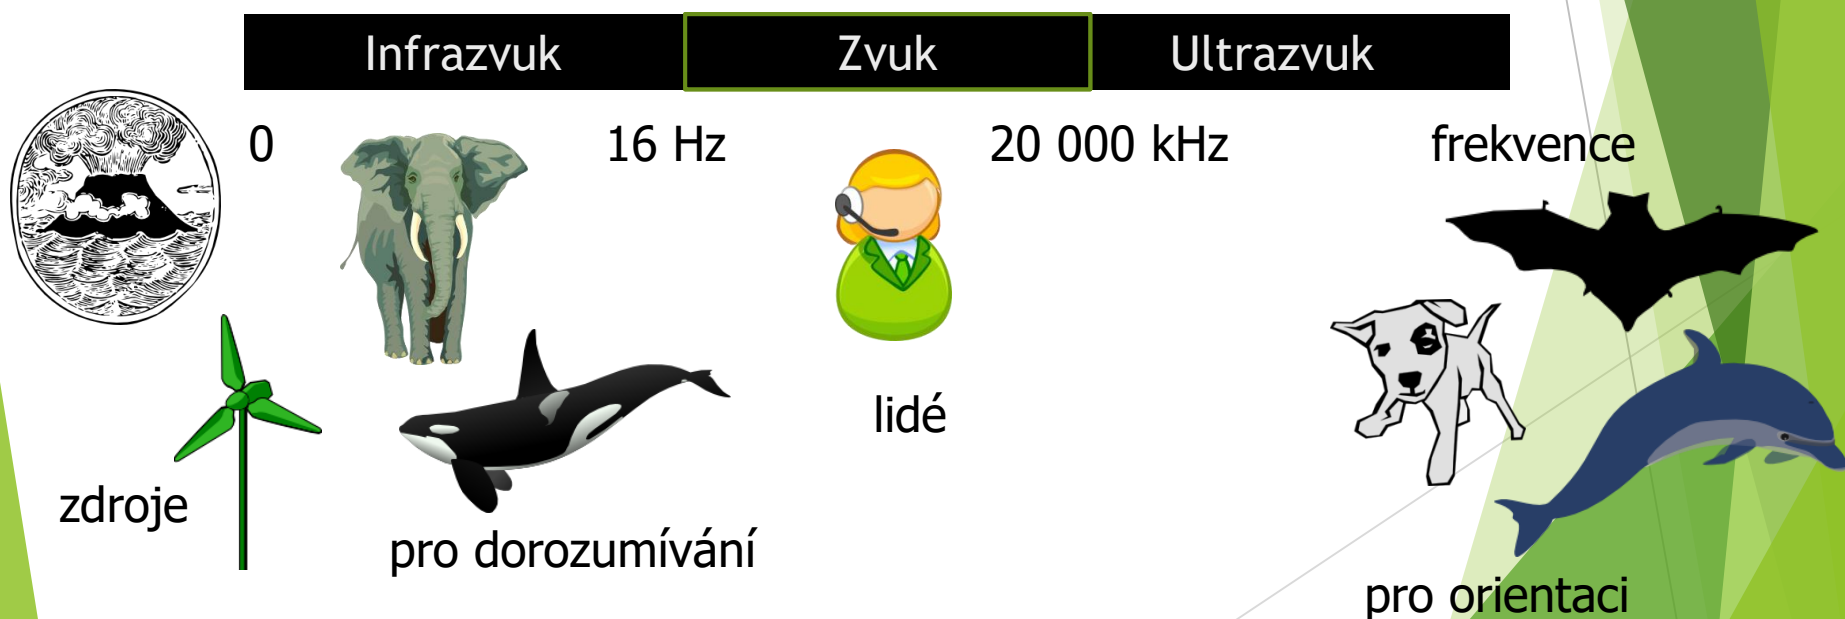 Infrazvuk Zvuk Ultrazvuk
0 16 Hz 20 000 kHz frekvence
lidé
zdroje
pro dorozumívání
pro orientaci